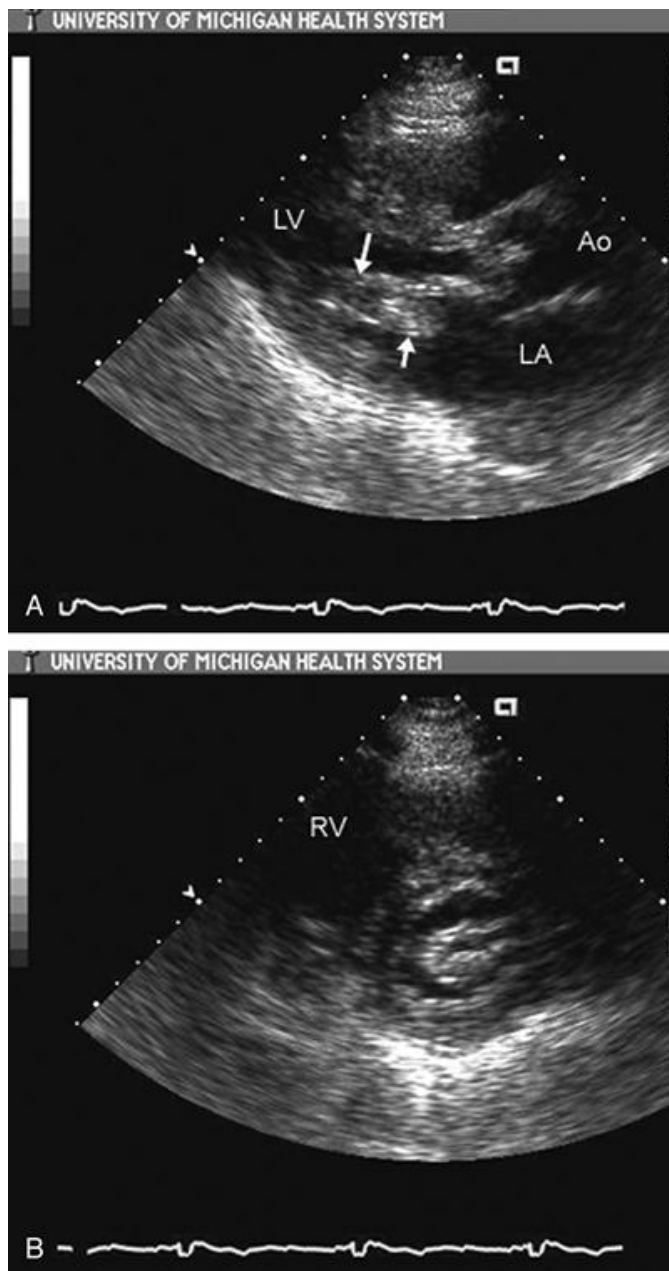 UNIVERSITY OF MICHIGAN HEALTH SYSTEM
LV
Ao
LA
A
UNIVERSITY OF MICHIGAN HEALTH SYSTEM
RV
B